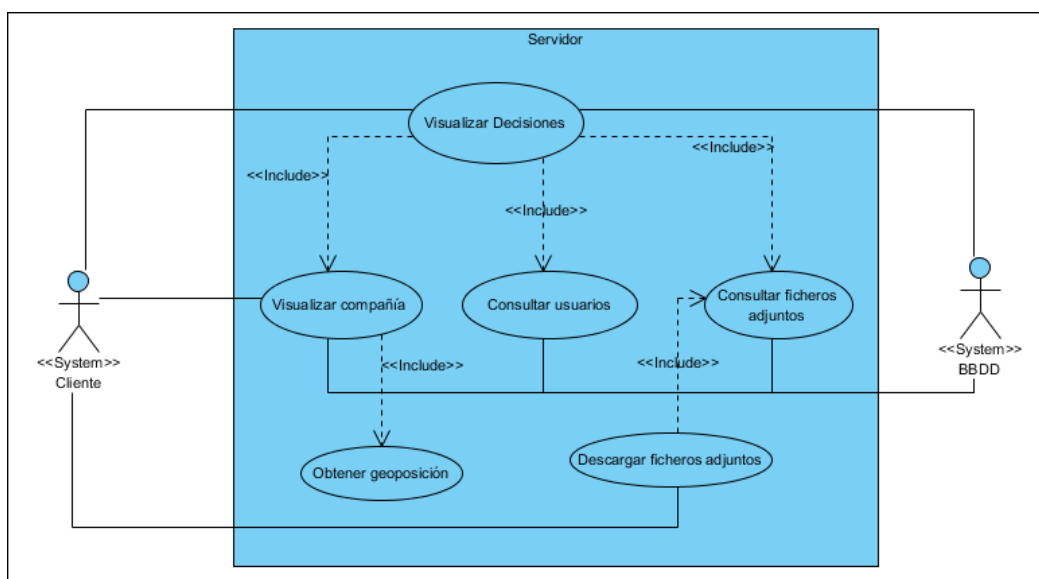 Servidor
Visualizar Decisiones
<<Include>>
<<Include>>
<<Include>>
Visualizar compañía
Consultar usuarios
Consultar ficheros
adjuntos
<<System>>
Cliente
<<System>>
BBDD
<<Include>>
<<Include>>
Obtener geoposición
Descargar ficheros adjuntos